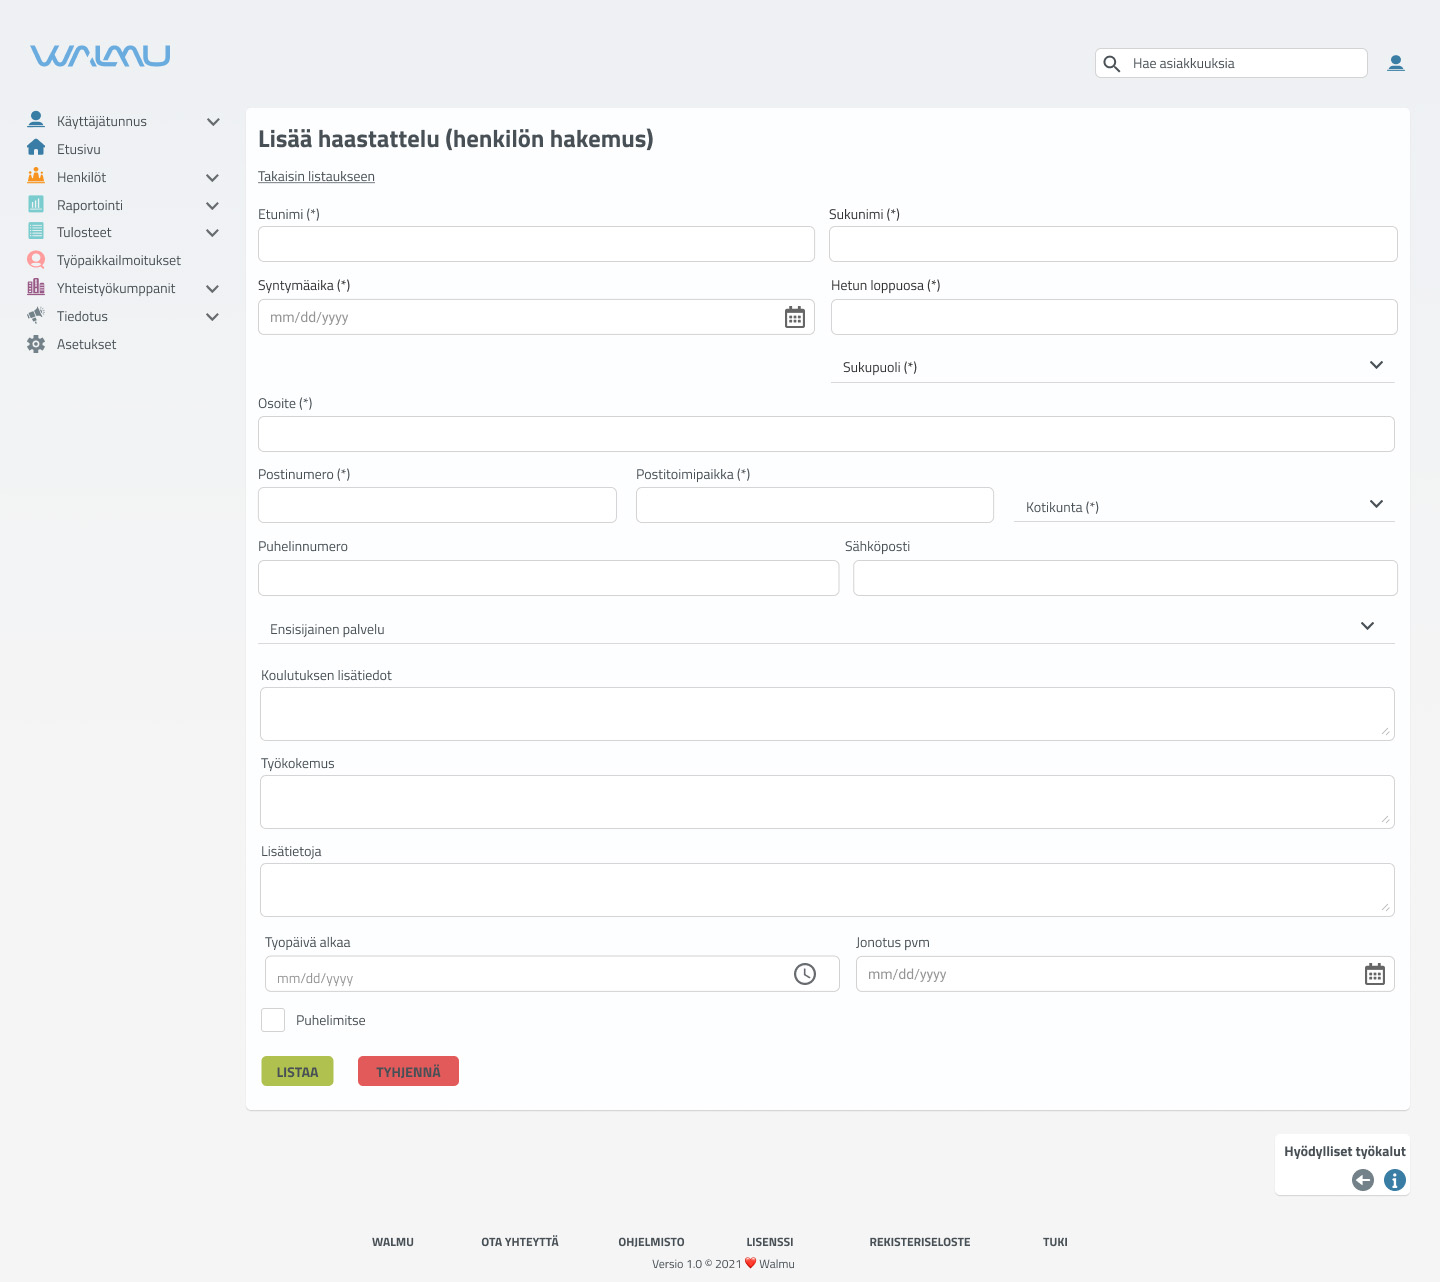 WALMU
Hae asiakkuuksia
Käyttäjätunnus
Etusivu
Henkilöt
Raportointi
Tulosteet
Työpaikkailmoitukset
Yhteistyökumppanit
Tiedotus
Asetukset
Lisää haastattelu (henkilön hakemus)
Takaisin listaukseen
Etunimi (*) Sukunimi (*)
Syntymäaika (*) Hetun loppuosa (*)
mm/dd/yyyy
Sukupuoli (*)
Osoite (*)
Postinumero (*) Postitoimipaikka (*)
Kotikunta (*)
Puhelinnumero Sähköposti
Ensisijainen palvelu
Koulutuksen lisätiedot
Työkokemus
Lisätietoja
Tyopäivä alkaa Jonotus pvm
mm/dd/yyyy mm/dd/yyyy
Puhelimitse
LISTAA TYHJENNÄ
Hyödylliset työkalut
WALMU OTA YHTEYTTÄ OHJELMISTO LISENSSI REKISTERISELOSTE TUKI
Versio 1.0 © 2021 ❤️ Walmu